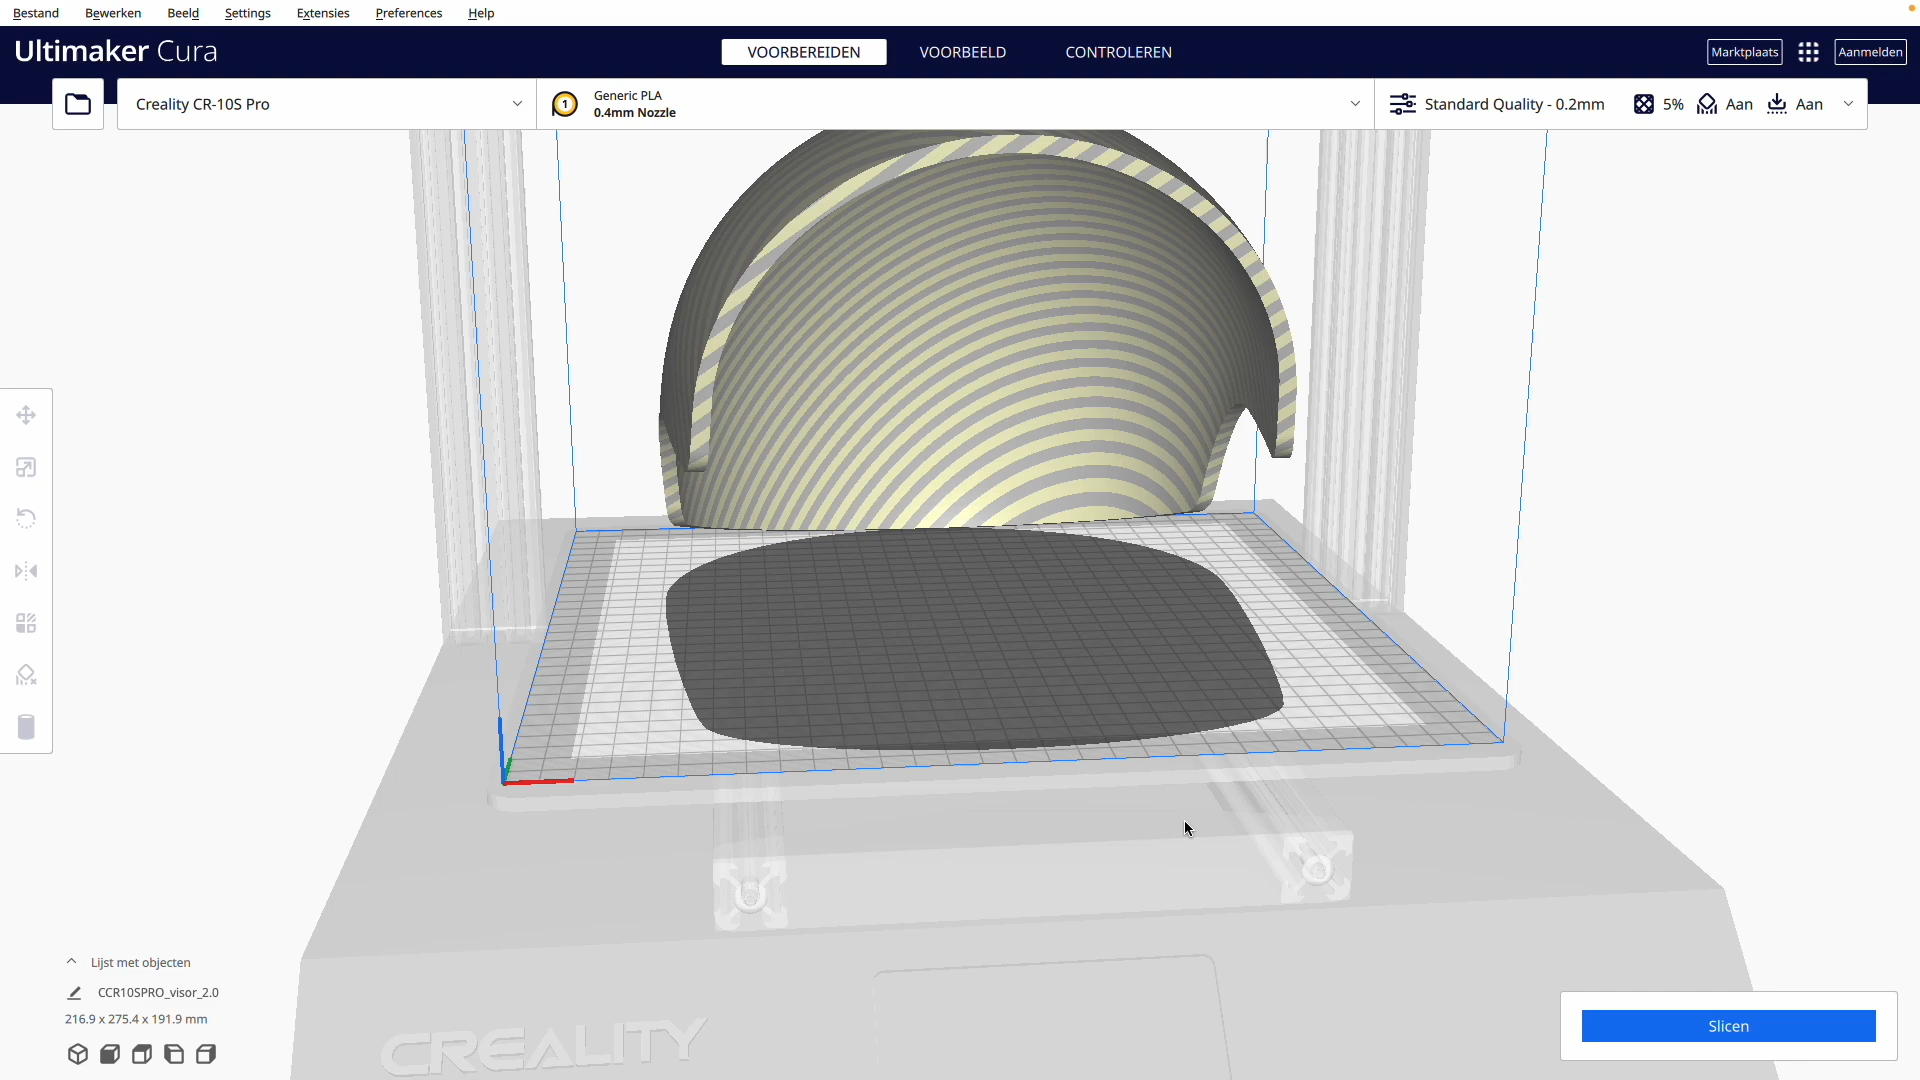 Bestand Bewerken Beeld Settings Extensies Preferences Help
Ultimaker Cura VOORBEREIDEN VOORBEELD CONTROLEREN Marktplaats Aanmelden
Creality CR-10S Pro
1
Generic PLA
0.4mm Nozzle
Standard Quality - 0.2mm 5% Aan Aan
Lijst met objecten
CCR10SPRO_visor_2.0
216.9 x 275.4 x 191.9 mm
CREALITY
Slicen